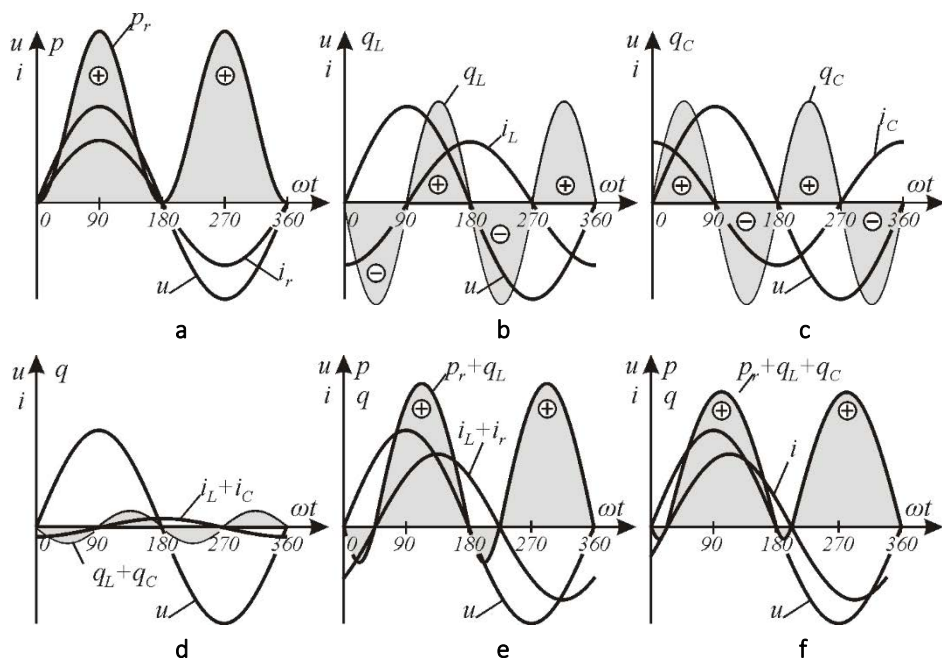 u p p_r
i
ωt
0 90 180 270 360
u i_r
a
u q_L q_L
i i_L
ωt
0 90 180 270 360
u
b
u q_C q_C
i i_C
ωt
0 90 180 270 360
u
c
u q
i
i_L+i_C
ωt
0 90 180 270 360
q_L+q_C u
d
u p p_r+q_L
i q
i_L+i_r
ωt
0 90 180 270 360
u
e
u p p_r+q_L+q_C
i q
i
ωt
0 90 180 270 360
u
f